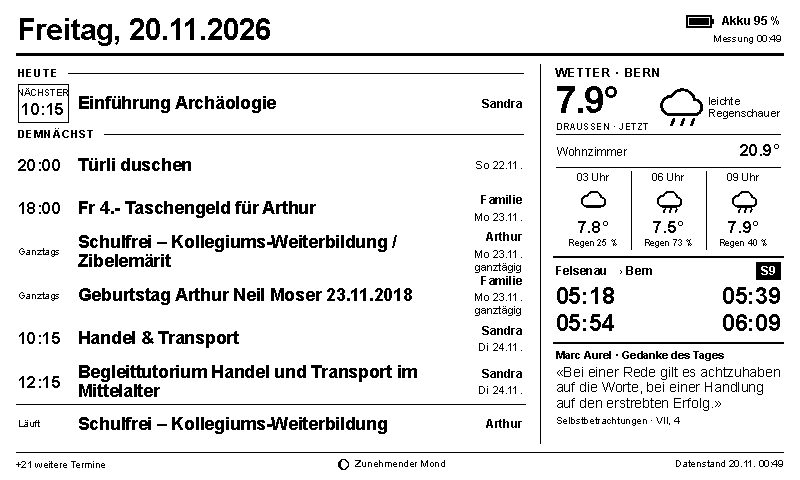 Freitag, 20.11.2026
Akku 95 %
Messung 00:49
HEUTE
NÄCHSTER
10:15 Einführung Archäologie Sandra
DEMNÄCHST
20:00 Türli duschen So 22.11.
18:00 Fr 4.- Taschengeld für Arthur Familie
Mo 23.11.
Ganztags Schulfrei – Kollegiums-Weiterbildung / Arthur
Zibelemärit Mo 23.11.
ganztägig
Ganztags Geburtstag Arthur Neil Moser 23.11.2018 Familie
Mo 23.11.
ganztägig
10:15 Handel & Transport Sandra
Di 24.11.
12:15 Begleittutorium Handel und Transport im Sandra
Mittelalter Di 24.11.
Läuft Schulfrei – Kollegiums-Weiterbildung Arthur
WETTER · BERN
7.9°
leichte
Regenschauer
DRAUSSEN · JETZT
Wohnzimmer 20.9°
03 Uhr 06 Uhr 09 Uhr
7.8° 7.5° 7.9°
Regen 25 % Regen 73 % Regen 40 %
Felsenau › Bern S9
05:18 05:39
05:54 06:09
Marc Aurel · Gedanke des Tages
«Bei einer Rede gilt es achtzuhaben
auf die Worte, bei einer Handlung
auf den erstrebten Erfolg.»
Selbstbetrachtungen · VII, 4
+21 weitere Termine Zunehmender Mond Datenstand 20.11. 00:49